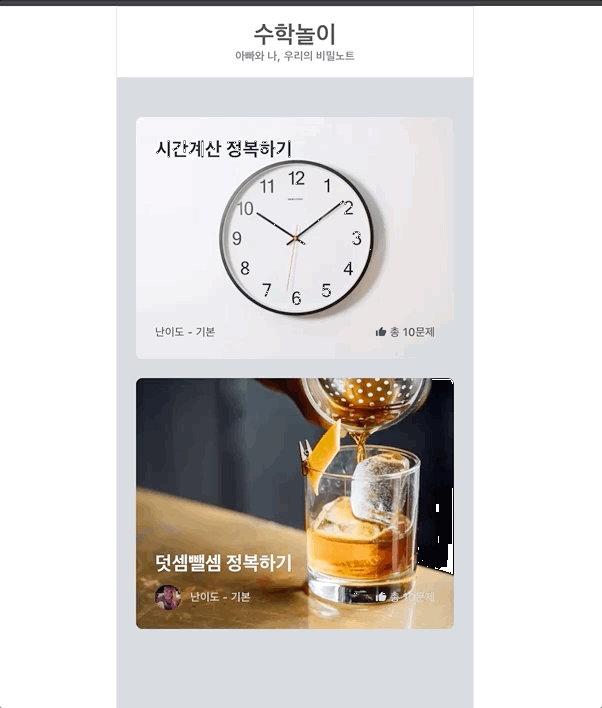 수학놀이
아빠와 나, 우리의 비밀노트
시간계산 정복하기
12
11
1
10
2
9
3
8
4
7
5
6
난이도 - 기본
총 10문제
덧셈뺄셈 정복하기
난이도 - 기본
총 10문제